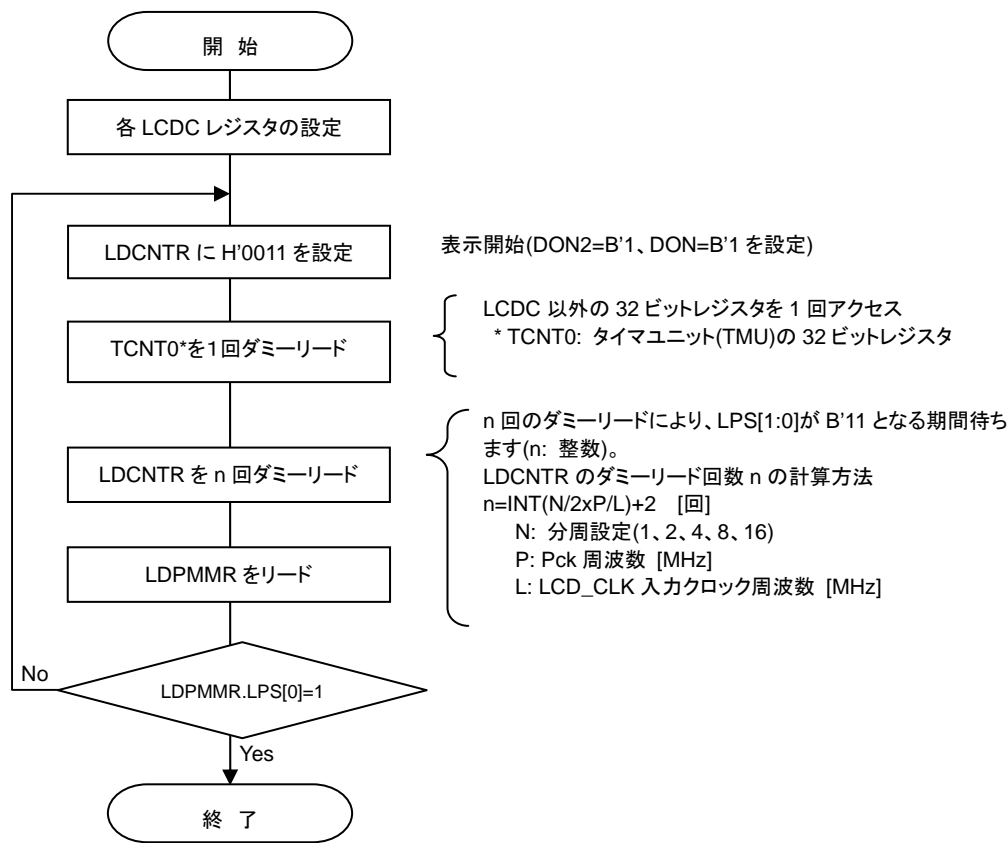 開 始
各 LCDC レジスタの設定
LDCNTR に H'0011 を設定
表示開始(DON2=B'1、DON=B'1 を設定)
TCNT0*を1回ダミーリード
LCDC 以外の 32 ビットレジスタを 1 回アクセス
* TCNT0: タイマユニット(TMU)の 32 ビットレジスタ
LDCNTR を n 回ダミーリード
n 回のダミーリードにより、LPS[1:0]が B'11 となる期間待ち
ます(n: 整数)。
LDCNTR のダミーリード回数 n の計算方法
n=INT(N/2xP/L)+2 [回]
N: 分周設定(1、2、4、8、16)
P: Pck 周波数 [MHz]
L: LCD_CLK 入力クロック周波数 [MHz]
LDPMMR をリード
No
LDPMMR.LPS[0]=1
Yes
終 了